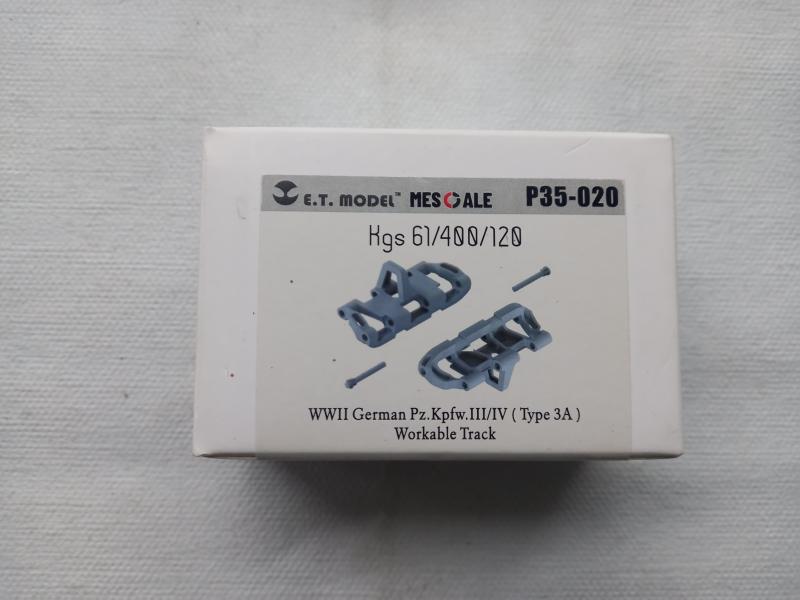 E.T. MODEL™ MESCALE P35-020
Kgs 61/400/120
WWII German Pz.Kpfw.III/IV ( Type 3A )
Workable Track